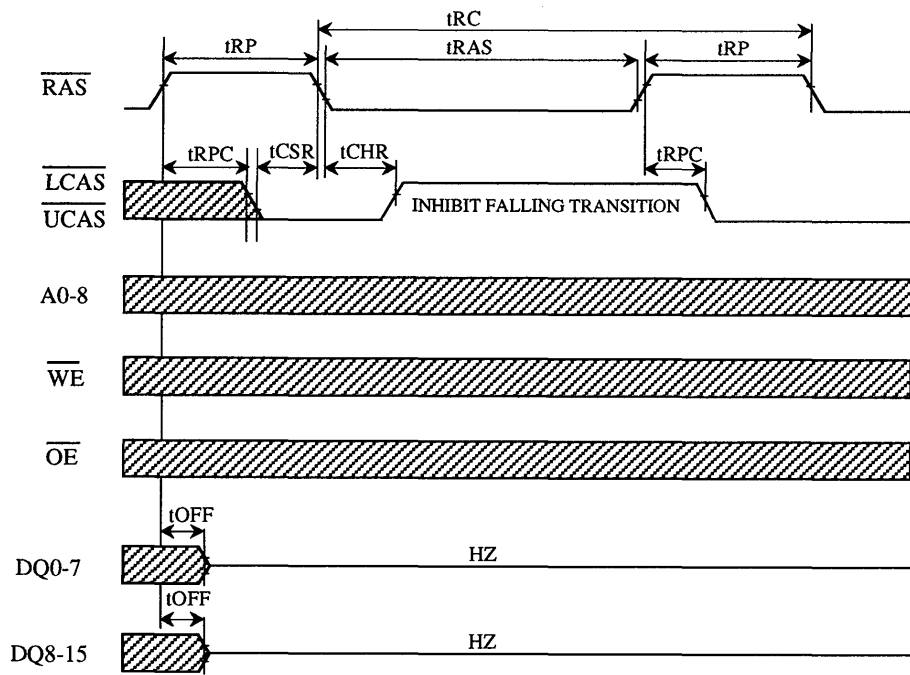 tRC
tRP
tRAS
tRP
RAS
tRPC
tCSR
tCHR
tRPC
LCAS
UCAS
INHIBIT FALLING TRANSITION
A0-8
WE
OE
tOFF
DQ0-7
HZ
tOFF
DQ8-15
HZ